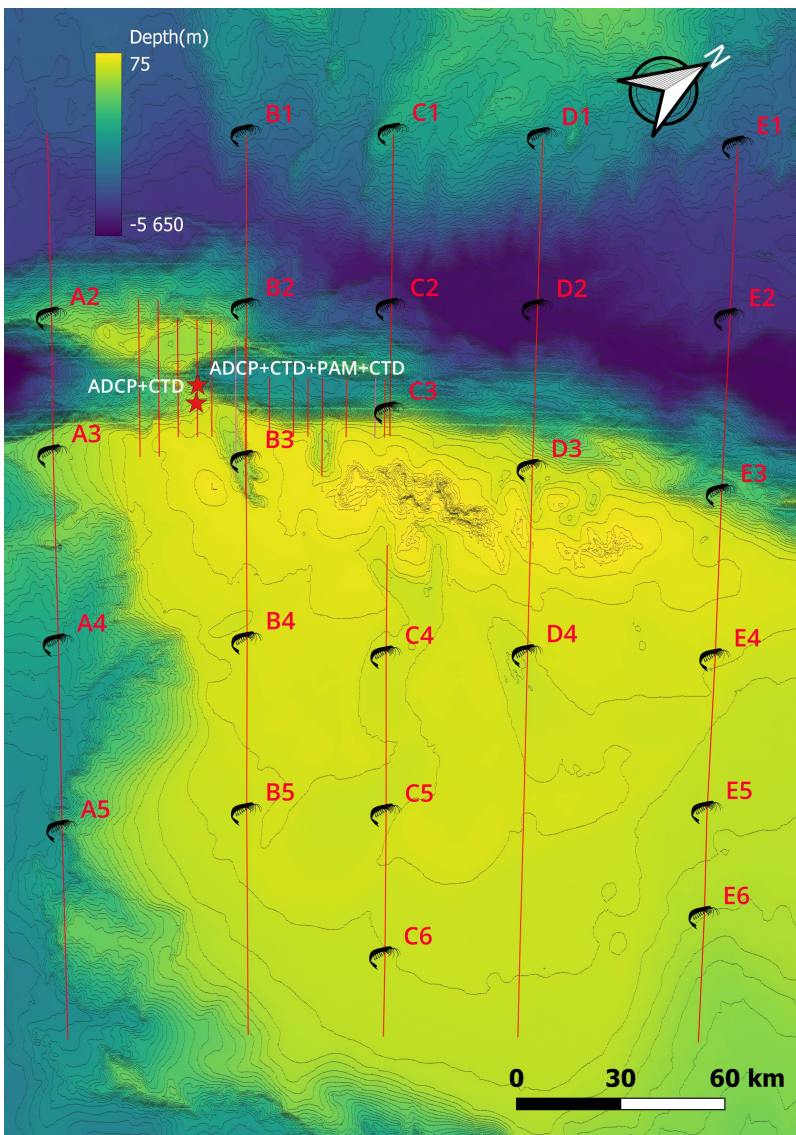 Depth(m)
75
-5 650
N
B1
C1
D1
E1
A2
B2
C2
D2
E2
ADCP+CTD+PAM+CTD
ADCP+CTD
C3
A3
B3
D3
E3
A4
B4
C4
D4
E4
A5
B5
C5
E5
E6
C6
0 30 60 km